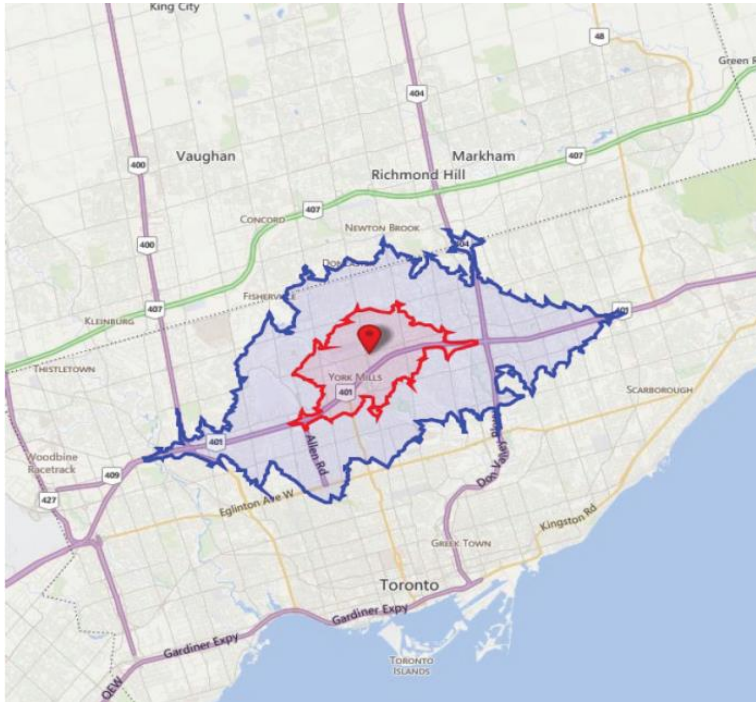 King City
48
Green R
404
400
Vaughan
Markham
407
Richmond Hill
407
CONCORD
NEWTON BROOK
400
404
FISHERVILLE
407
401
KLEINBURG
THISTLETOWN
YORK MILLS
401
SCARBOROUGH
401
Woodbine
Racetrack
409
Allen Rd
427
Eglinton Ave W
Don Valley
Kingston Rd
GREEK TOWN
Toronto
Gardiner Expy
Gardiner Expy
TORONTO
ISLANDS
QEW